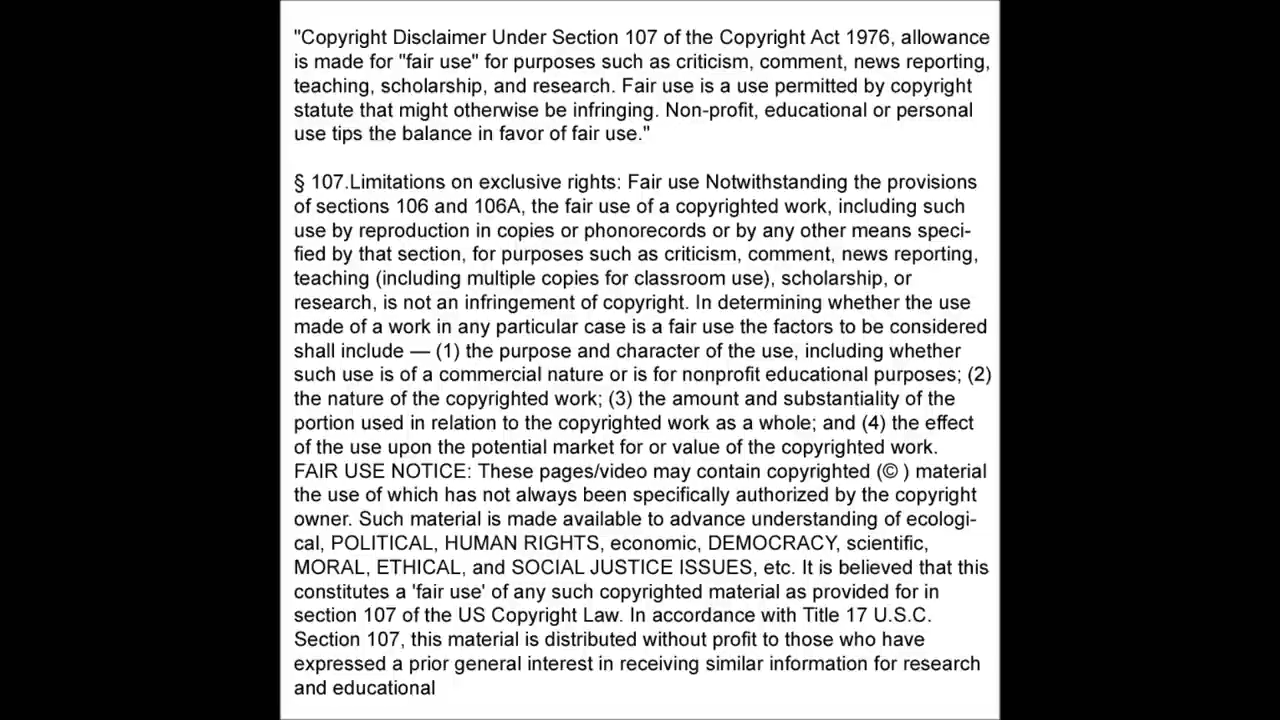 "Copyright Disclaimer Under Section 107 of the Copyright Act 1976, allowance
is made for "fair use" for purposes such as criticism, comment, news reporting,
teaching, scholarship, and research. Fair use is a use permitted by copyright
statute that might otherwise be infringing. Non-profit, educational or personal
use tips the balance in favor of fair use."
§ 107.Limitations on exclusive rights: Fair use Notwithstanding the provisions
of sections 106 and 106A, the fair use of a copyrighted work, including such
use by reproduction in copies or phonorecords or by any other means speci-
fied by that section, for purposes such as criticism, comment, news reporting,
teaching (including multiple copies for classroom use), scholarship, or
research, is not an infringement of copyright. In determining whether the use
made of a work in any particular case is a fair use the factors to be considered
shall include — (1) the purpose and character of the use, including whether
such use is of a commercial nature or is for nonprofit educational purposes; (2)
the nature of the copyrighted work; (3) the amount and substantiality of the
portion used in relation to the copyrighted work as a whole; and (4) the effect
of the use upon the potential market for or value of the copyrighted work.
FAIR USE NOTICE: These pages/video may contain copyrighted (© ) material
the use of which has not always been specifically authorized by the copyright
owner. Such material is made available to advance understanding of ecologi-
cal, POLITICAL, HUMAN RIGHTS, economic, DEMOCRACY, scientific,
MORAL, ETHICAL, and SOCIAL JUSTICE ISSUES, etc. It is believed that this
constitutes a 'fair use' of any such copyrighted material as provided for in
section 107 of the US Copyright Law. In accordance with Title 17 U.S.C.
Section 107, this material is distributed without profit to those who have
expressed a prior general interest in receiving similar information for research
and educational